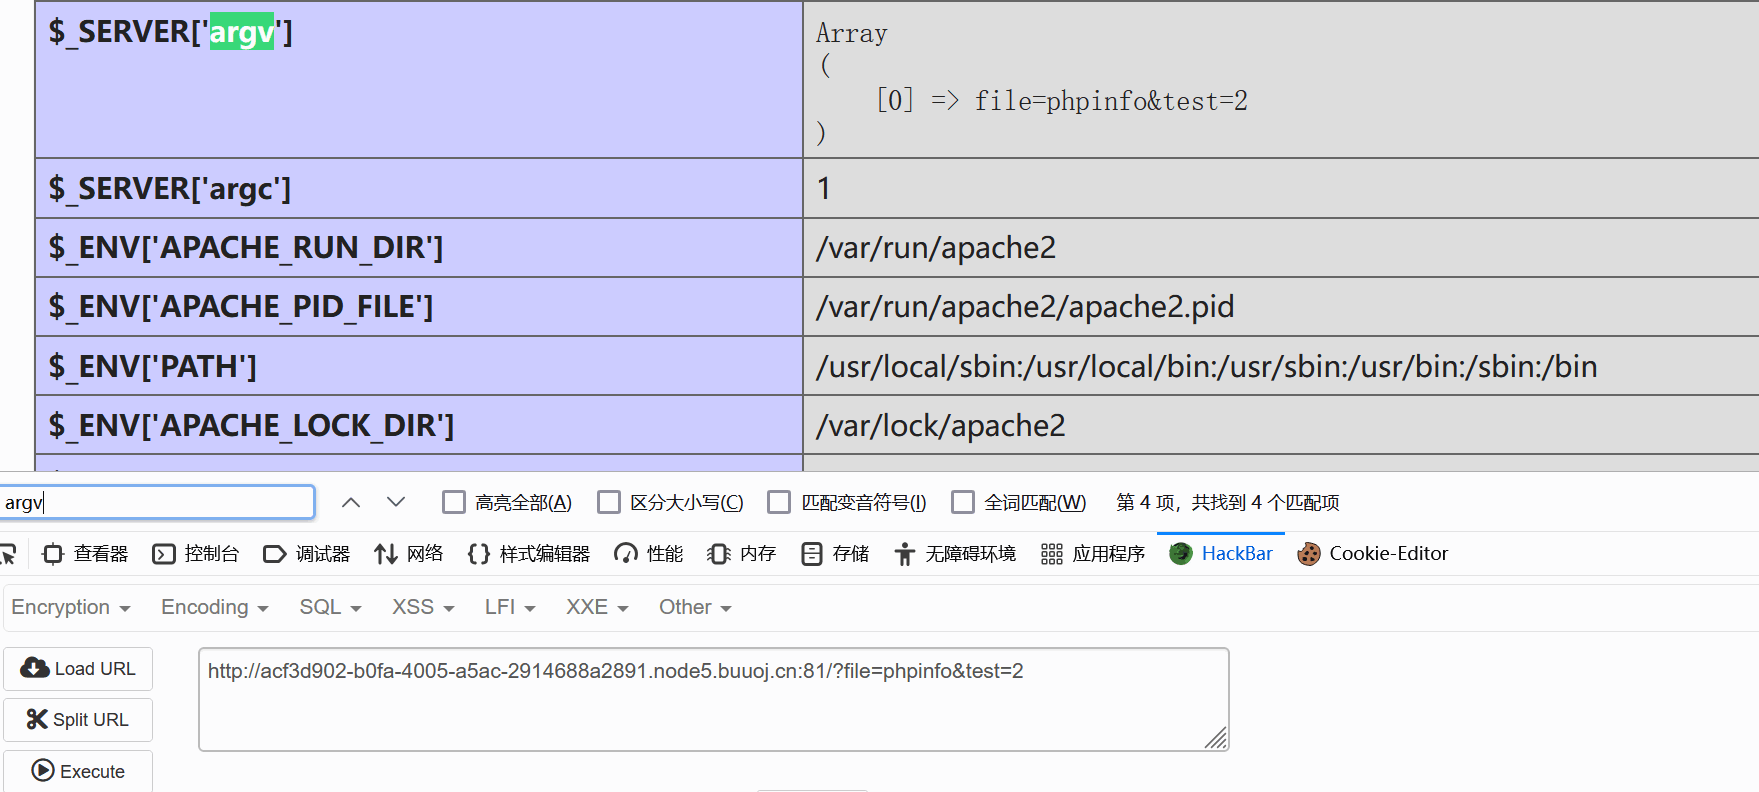 $_SERVER['argv']
Array
(
[0] => file=phpinfo&test=2
)
$_SERVER['argc'] 1
$_ENV['APACHE_RUN_DIR'] /var/run/apache2
$_ENV['APACHE_PID_FILE'] /var/run/apache2/apache2.pid
$_ENV['PATH'] /usr/local/sbin:/usr/local/bin:/usr/sbin:/usr/bin:/sbin:/bin
$_ENV['APACHE_LOCK_DIR'] /var/lock/apache2
argv 高亮全部(A) 区分大小写(C) 匹配变音符号(I) 全词匹配(W) 第 4 项，共找到 4 个匹配项
查看器 控制台 调试器 网络 样式编辑器 性能 内存 存储 无障碍环境 应用程序 HackBar Cookie-Editor
Encryption Encoding SQL XSS LFI XXE Other
Load URL http://acf3d902-b0fa-4005-a5ac-2914688a2891.node5.buuoj.cn:81/?file=phpinfo&test=2
Split URL
Execute